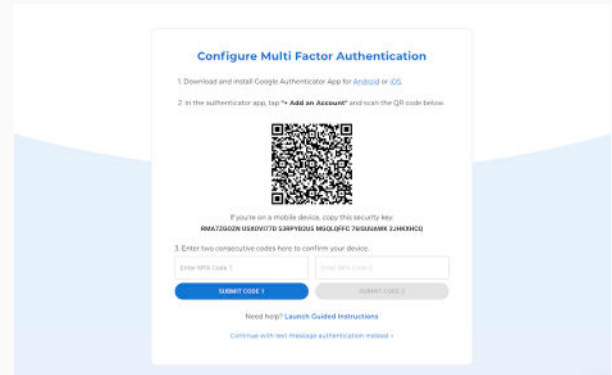 Configure Multi Factor Authentication
1. Download and install Google Authenticator App for Android or iOS.
2. In the authenticator app, tap "+ Add an Account" and scan the QR code below.
If you're on a mobile device, copy this security key:
3. Enter two consecutive codes here to confirm your device.
Enter MFA Code 1
Enter MFA Code 2
SUBMIT CODE 1
SUBMIT CODE 2
Need help? Launch Guided Instructions
Continue with text message authentication instead ›